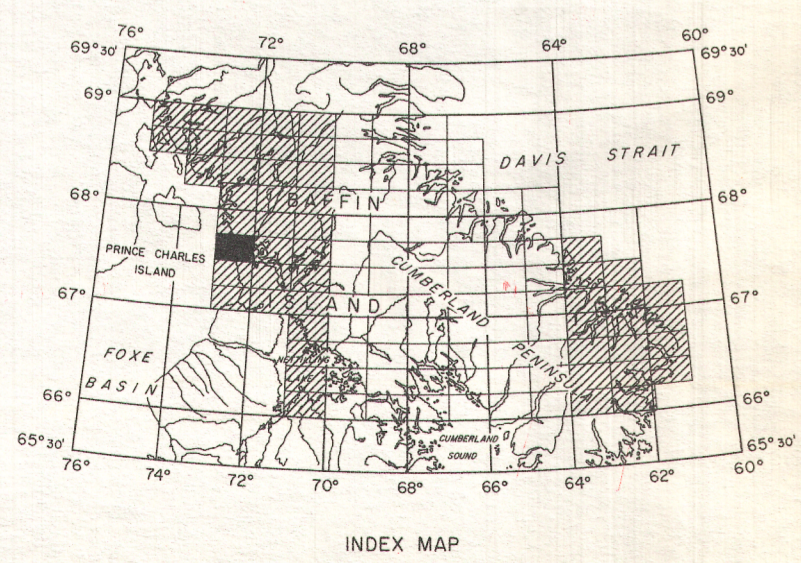 76° 72° 68° 64° 60°
69° 30' 69° 30'
69° 69°
DAVIS STRAIT
68° 68°
BAFFIN
PRINCE CHARLES
ISLAND
CUMBERLAND
67° 67°
ISLAND
FOXE
BASIN
NETTILLING
LAKE
PENINS
66° 66°
CUMBERLAND
SOUND
65° 30' 65° 30'
76° 74° 72° 70° 68° 66° 64° 62° 60°
INDEX MAP